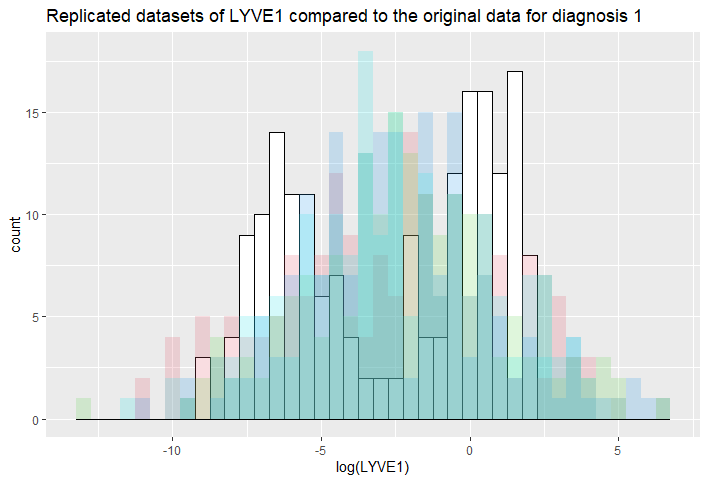 Replicated datasets of LYVE1 compared to the original data for diagnosis 1
15
10
5
0
count
-10
-5
0
5
log(LYVE1)